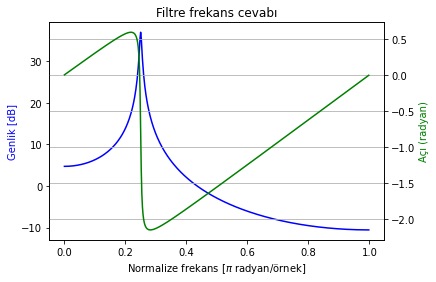 Filtre frekans cevabı
Genlik [dB]
30
20
10
0
−10
0.5
0.0
−0.5
−1.0
−1.5
−2.0
Açı (radyan)
0.0 0.2 0.4 0.6 0.8 1.0
Normalize frekans [π radyan/örnek]